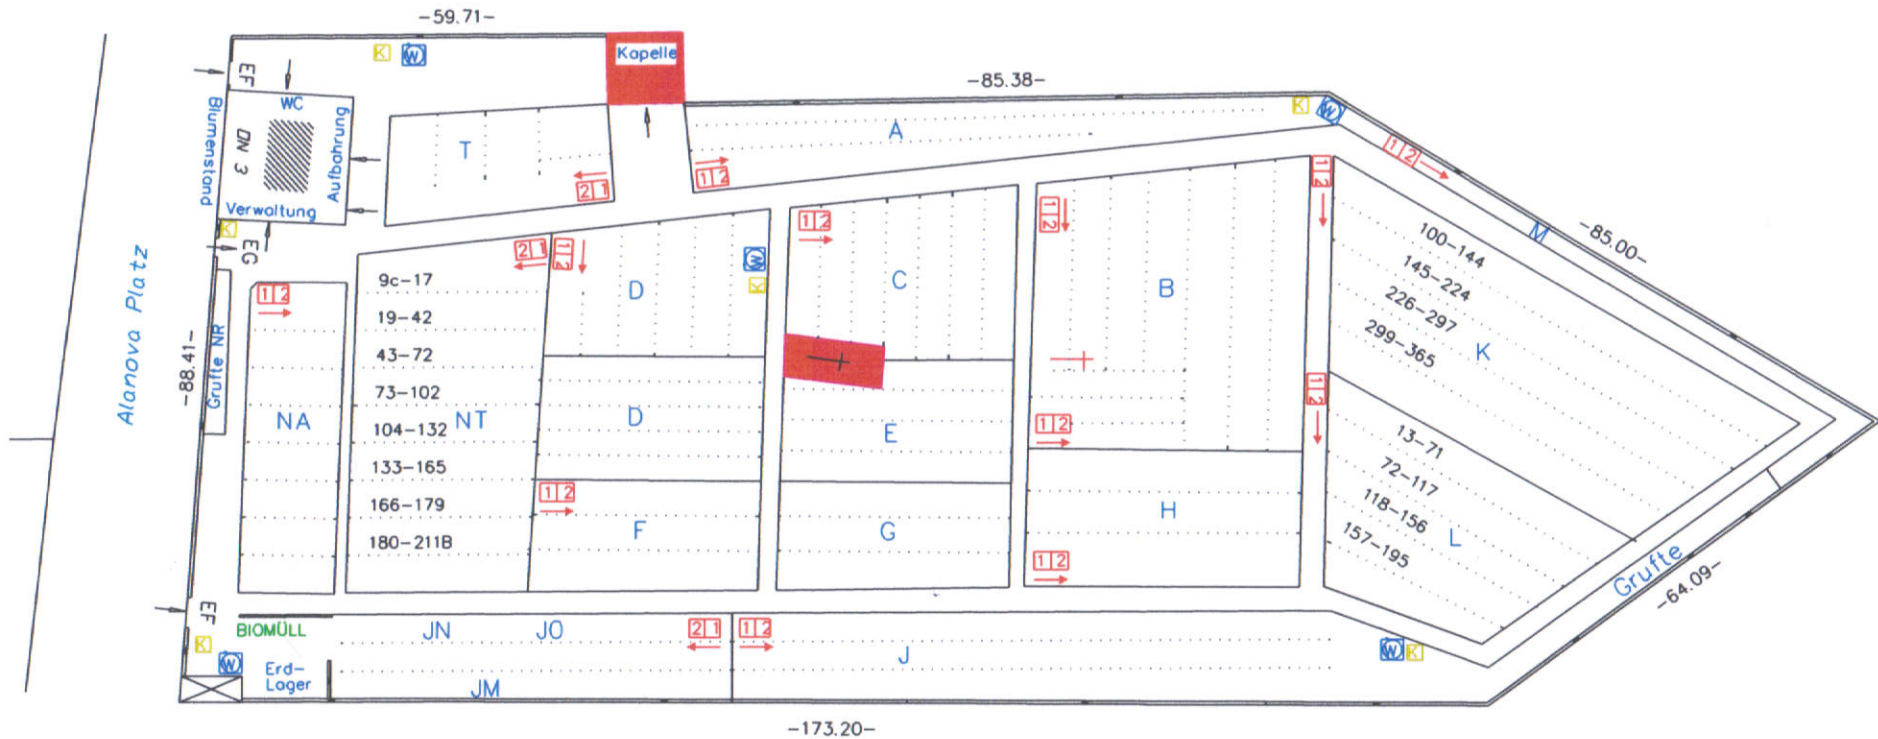 -59.71-
K W
Kapelle
-85.38-
K W
EF
WC
Blumenstand
ON 3
Aufbahrung
Verwaltung
T
A
2 1
1 2
1 2
K
EG
Alanova Platz
-88.41-
Grufte NR
1 2
NA
9c-17
19-42
43-72
73-102
104-132
133-165
166-179
180-211B
NT
2 1
1 2
D
W
K
D
1 2
F
1 2
C
E
G
1 2
B
1 2
H
1 2
1 2
1 2
M
-85.00-
100-144
145-224
226-297
299-365
K
13-71
72-117
118-156
157-195
L
Grufte
-64.09-
EF
BIOMÜLL
K
W
Erd-
Lager
JN JO
2 1
1 2
J
JM
W K
-173.20-